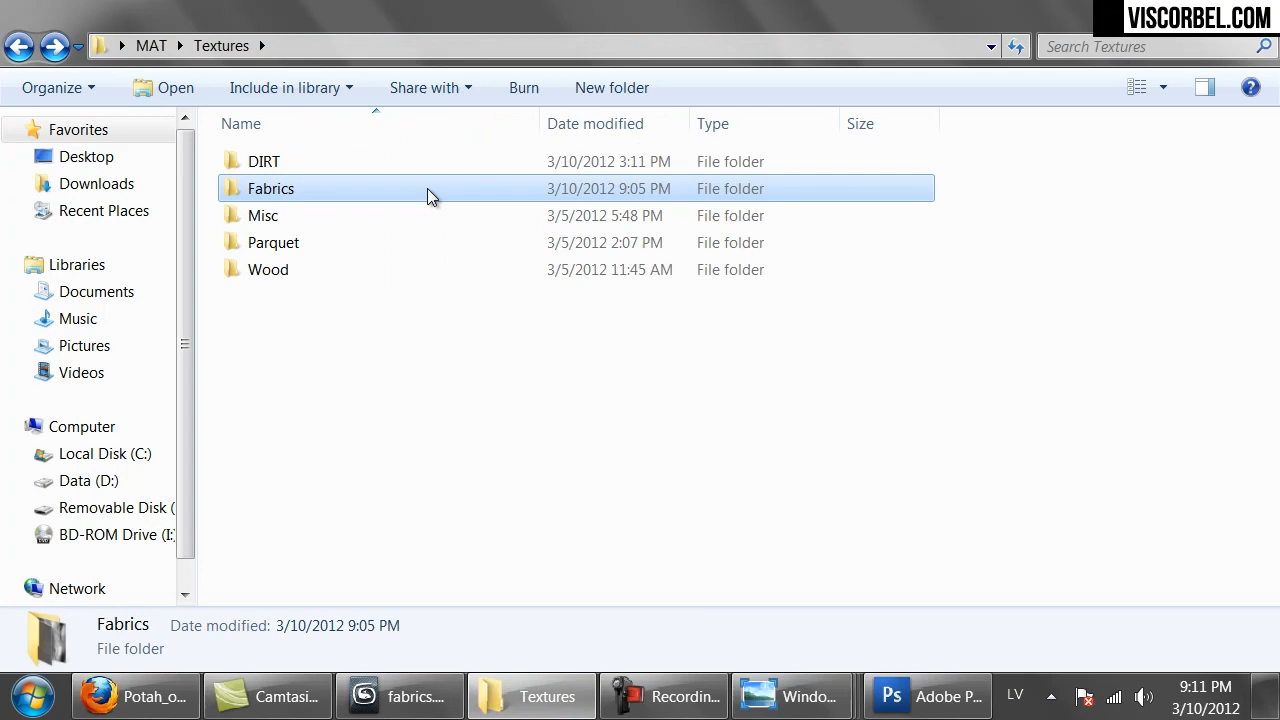 VISCORBEL.COM
MAT Textures
Search Textures
Organize Open Include in library Share with Burn New folder
Name Date modified Type Size
DIRT 3/10/2012 3:11 PM File folder
Fabrics 3/10/2012 9:05 PM File folder
Misc 3/5/2012 5:48 PM File folder
Parquet 3/5/2012 2:07 PM File folder
Wood 3/5/2012 11:45 AM File folder
Favorites
Desktop
Downloads
Recent Places
Libraries
Documents
Music
Pictures
Videos
Computer
Local Disk (C:)
Data (D:)
Removable Disk (
BD-ROM Drive (I:
Network
Fabrics Date modified: 3/10/2012 9:05 PM
File folder
Potah_o... Camtasi... fabrics.... Textures Recordin... Windo... Ps Adobe P... LV 9:11 PM
3/10/2012